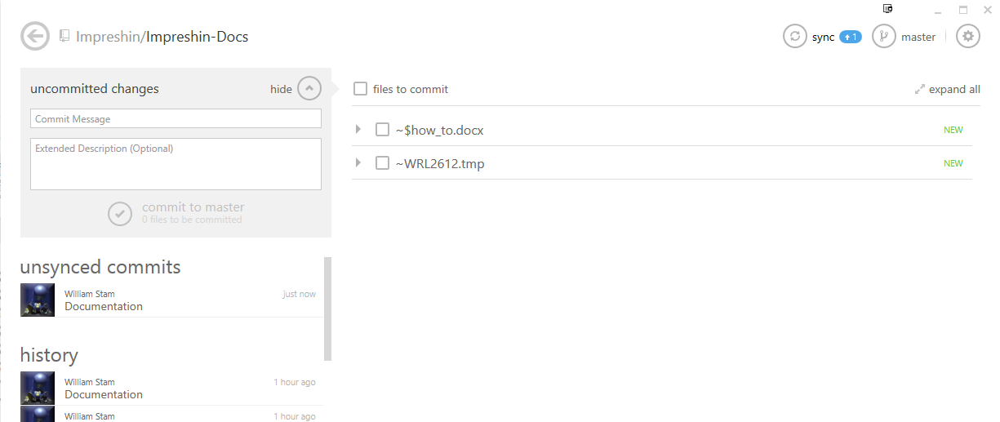 Impreshin/Impreshin-Docs
sync 1 master
uncommitted changes hide
Commit Message
Extended Description (Optional)
commit to master
0 files to be committed
files to commit expand all
~$how_to.docx NEW
~WRL2612.tmp NEW
unsynced commits
William Stam just now
Documentation
history
William Stam 1 hour ago
Documentation
William Stam 1 hour ago